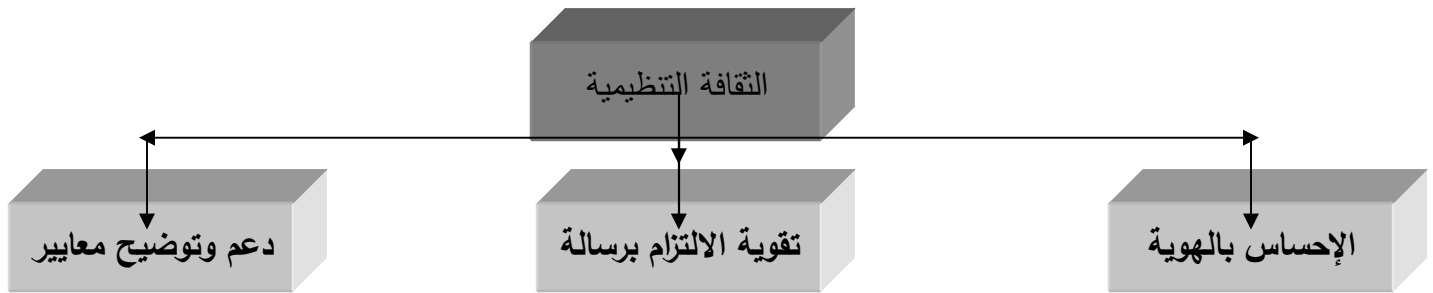 الثقافة التنظيمية
الإحساس بالهوية
تقوية الالتزام برسالة
دعم وتوضيح معايير